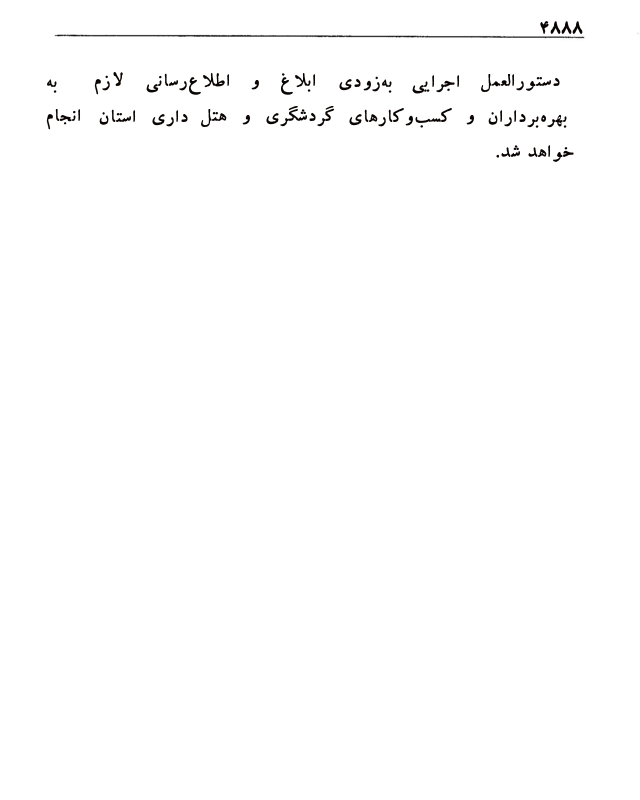 ۴۸۸۸
دستورالعمل اجرایی به‌زودی ابلاغ و اطلاع‌رسانی لازم به
بهره‌برداران و کسب‌وکارهای گردشگری و هتل داری استان انجام
خواهد شد.